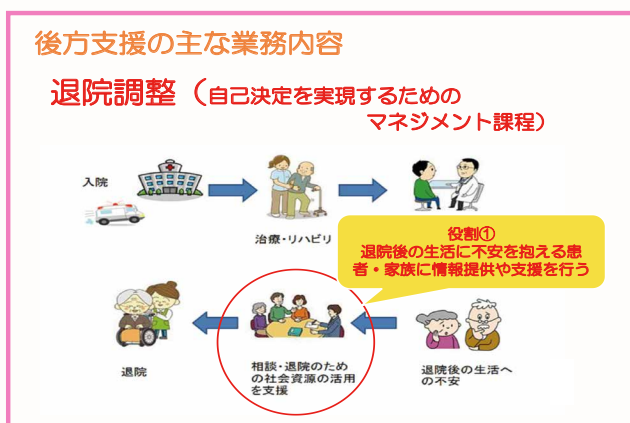 後方支援の主な業務内容
退院調整（自己決定を実現するための
マネジメント課程）
入院
治療・リハビリ
役割①
退院後の生活に不安を抱える患
者・家族に情報提供や支援を行う
退院
相談・退院のため
の社会資源の活用
を支援
退院後の生活へ
の不安